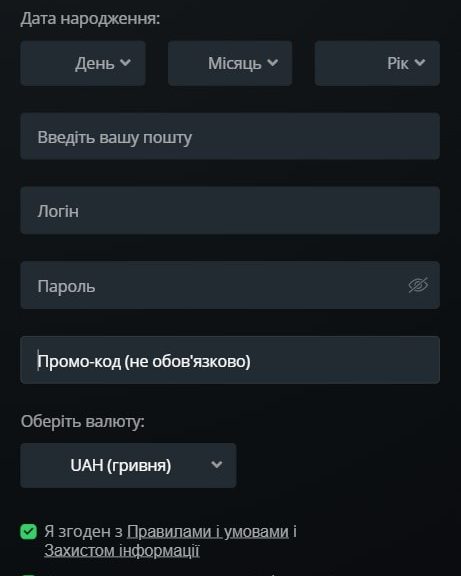 Дата народження:
День Місяць Рік
Введіть вашу пошту
Логін
Пароль
Промо-код (не обов'язково)
Оберіть валюту:
UAH (гривня)
Я згоден з Правилами і умовами і
Захистом інформації